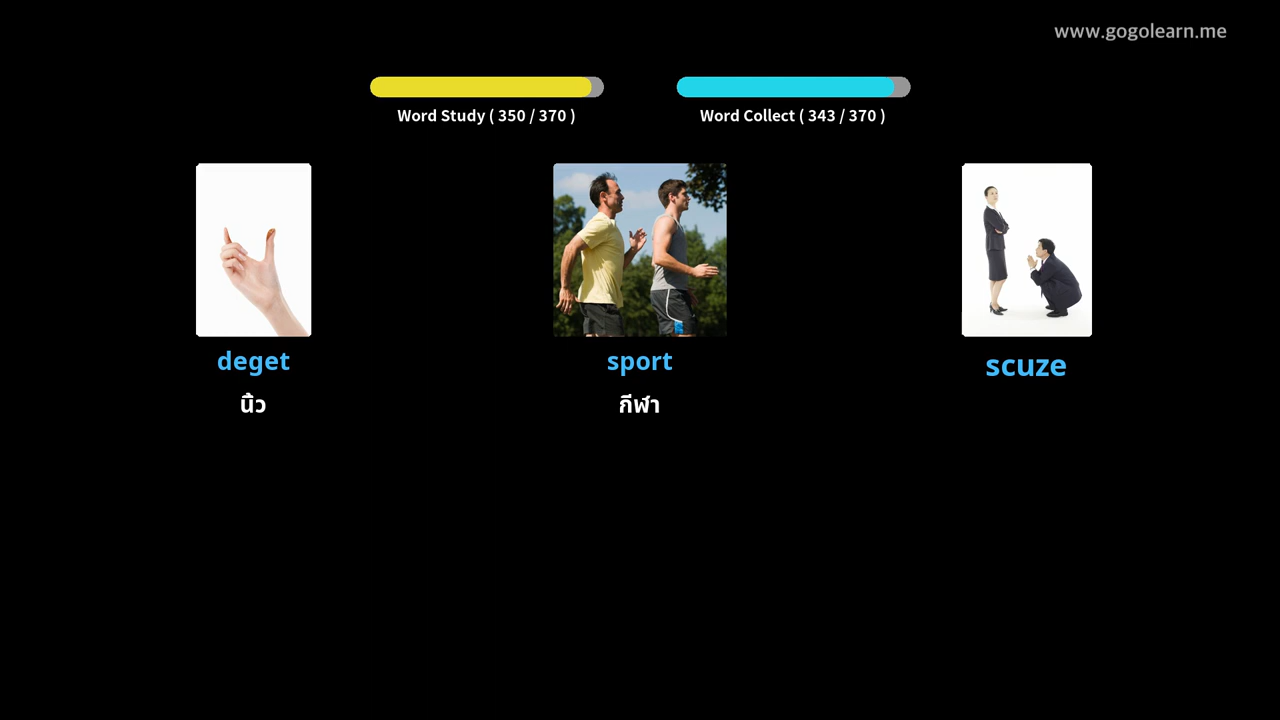 www.gogolearn.me
Word Study ( 350 / 370 )
Word Collect ( 343 / 370 )
deget
sport
scuze
นิ้ว
กีฬา